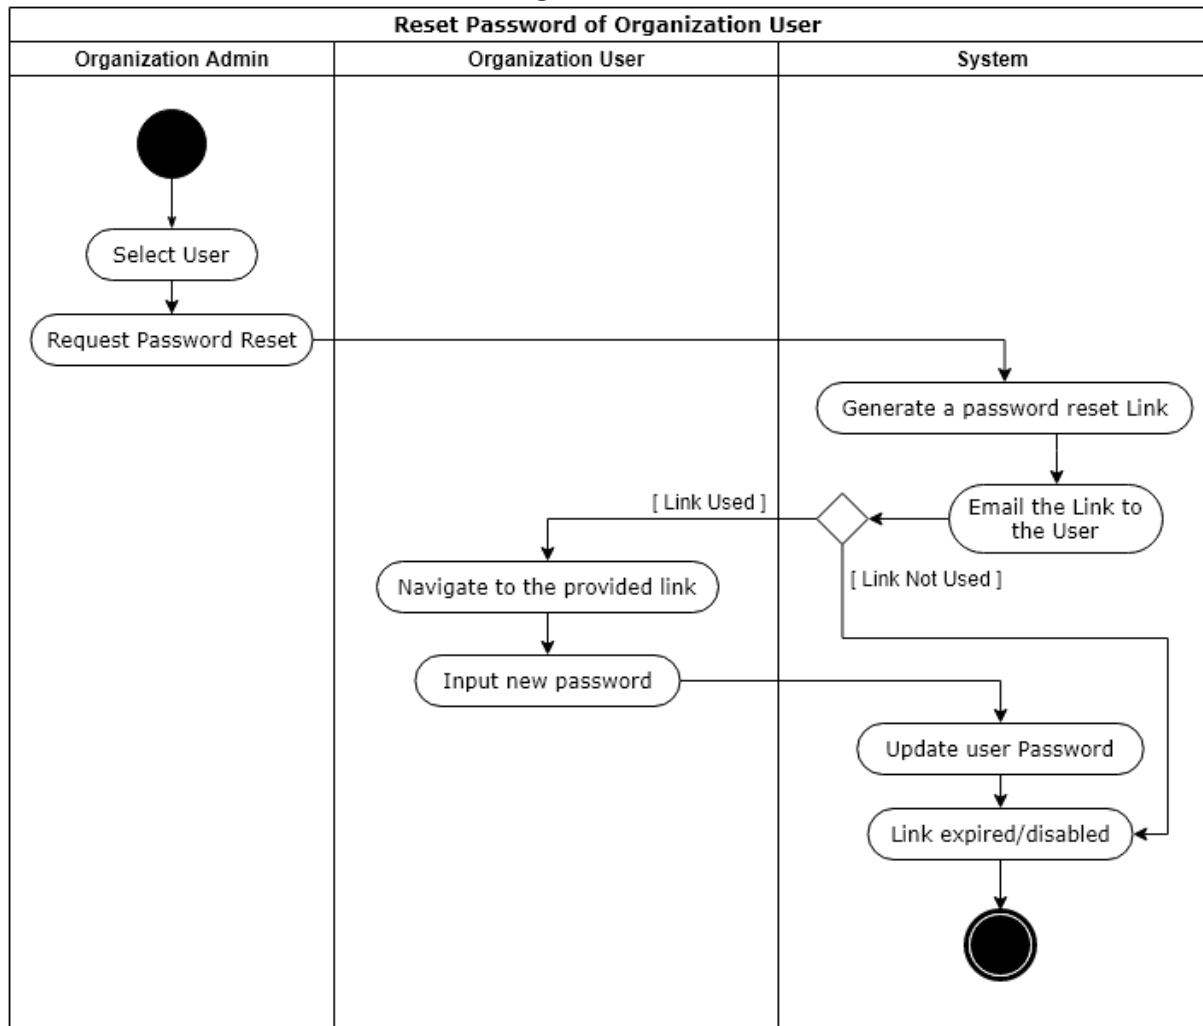 Reset Password of Organization User
Organization Admin
Organization User
System
Select User
Request Password Reset
Generate a password reset Link
Email the Link to
the User
[ Link Used ]
[ Link Not Used ]
Navigate to the provided link
Input new password
Update user Password
Link expired/disabled